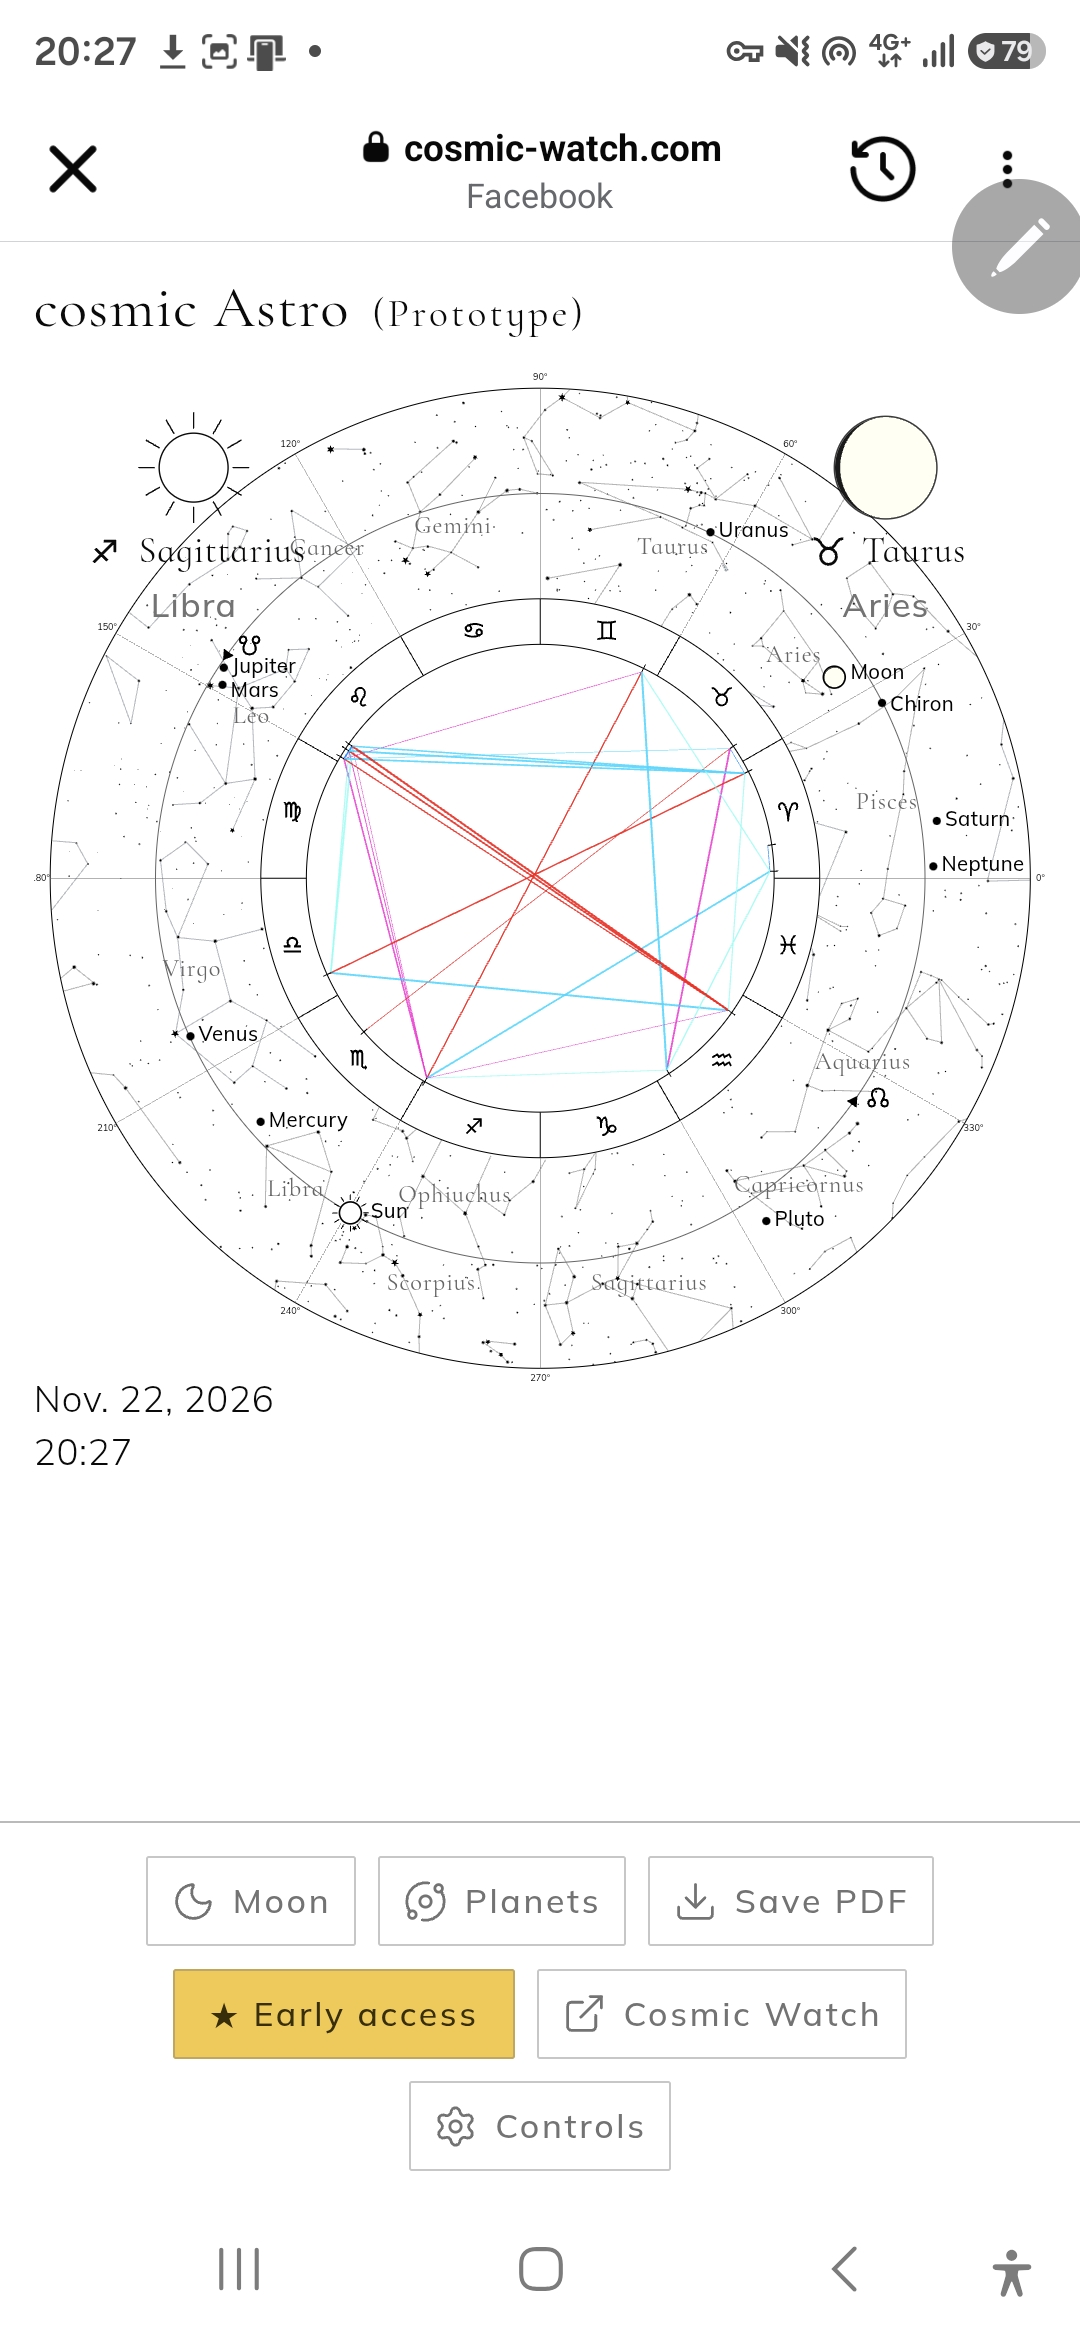 20:27
4G+
79
cosmic-watch.com
Facebook
cosmic Astro (Prototype)
90°
120°
60°
Gemini
Uranus
♐ Sagittarius
Cancer
Taurus
♉ Taurus
Libra
Aries
150°
30°
♋
♊
☋
Jupiter
Mars
Leo
Aries
Moon
Chiron
♌
♉
♍
♈
Pisces
Saturn
Neptune
80°
0°
♎
♓
Virgo
Venus
♏
♒
Aquarius
☊
210°
330°
Mercury
♐
♑
Libra
Ophiuchus
Capricornus
Sun
Pluto
Scorpius
Sagittarius
240°
300°
270°
Nov. 22, 2026
20:27
Moon
Planets
Save PDF
★ Early access
Cosmic Watch
Controls